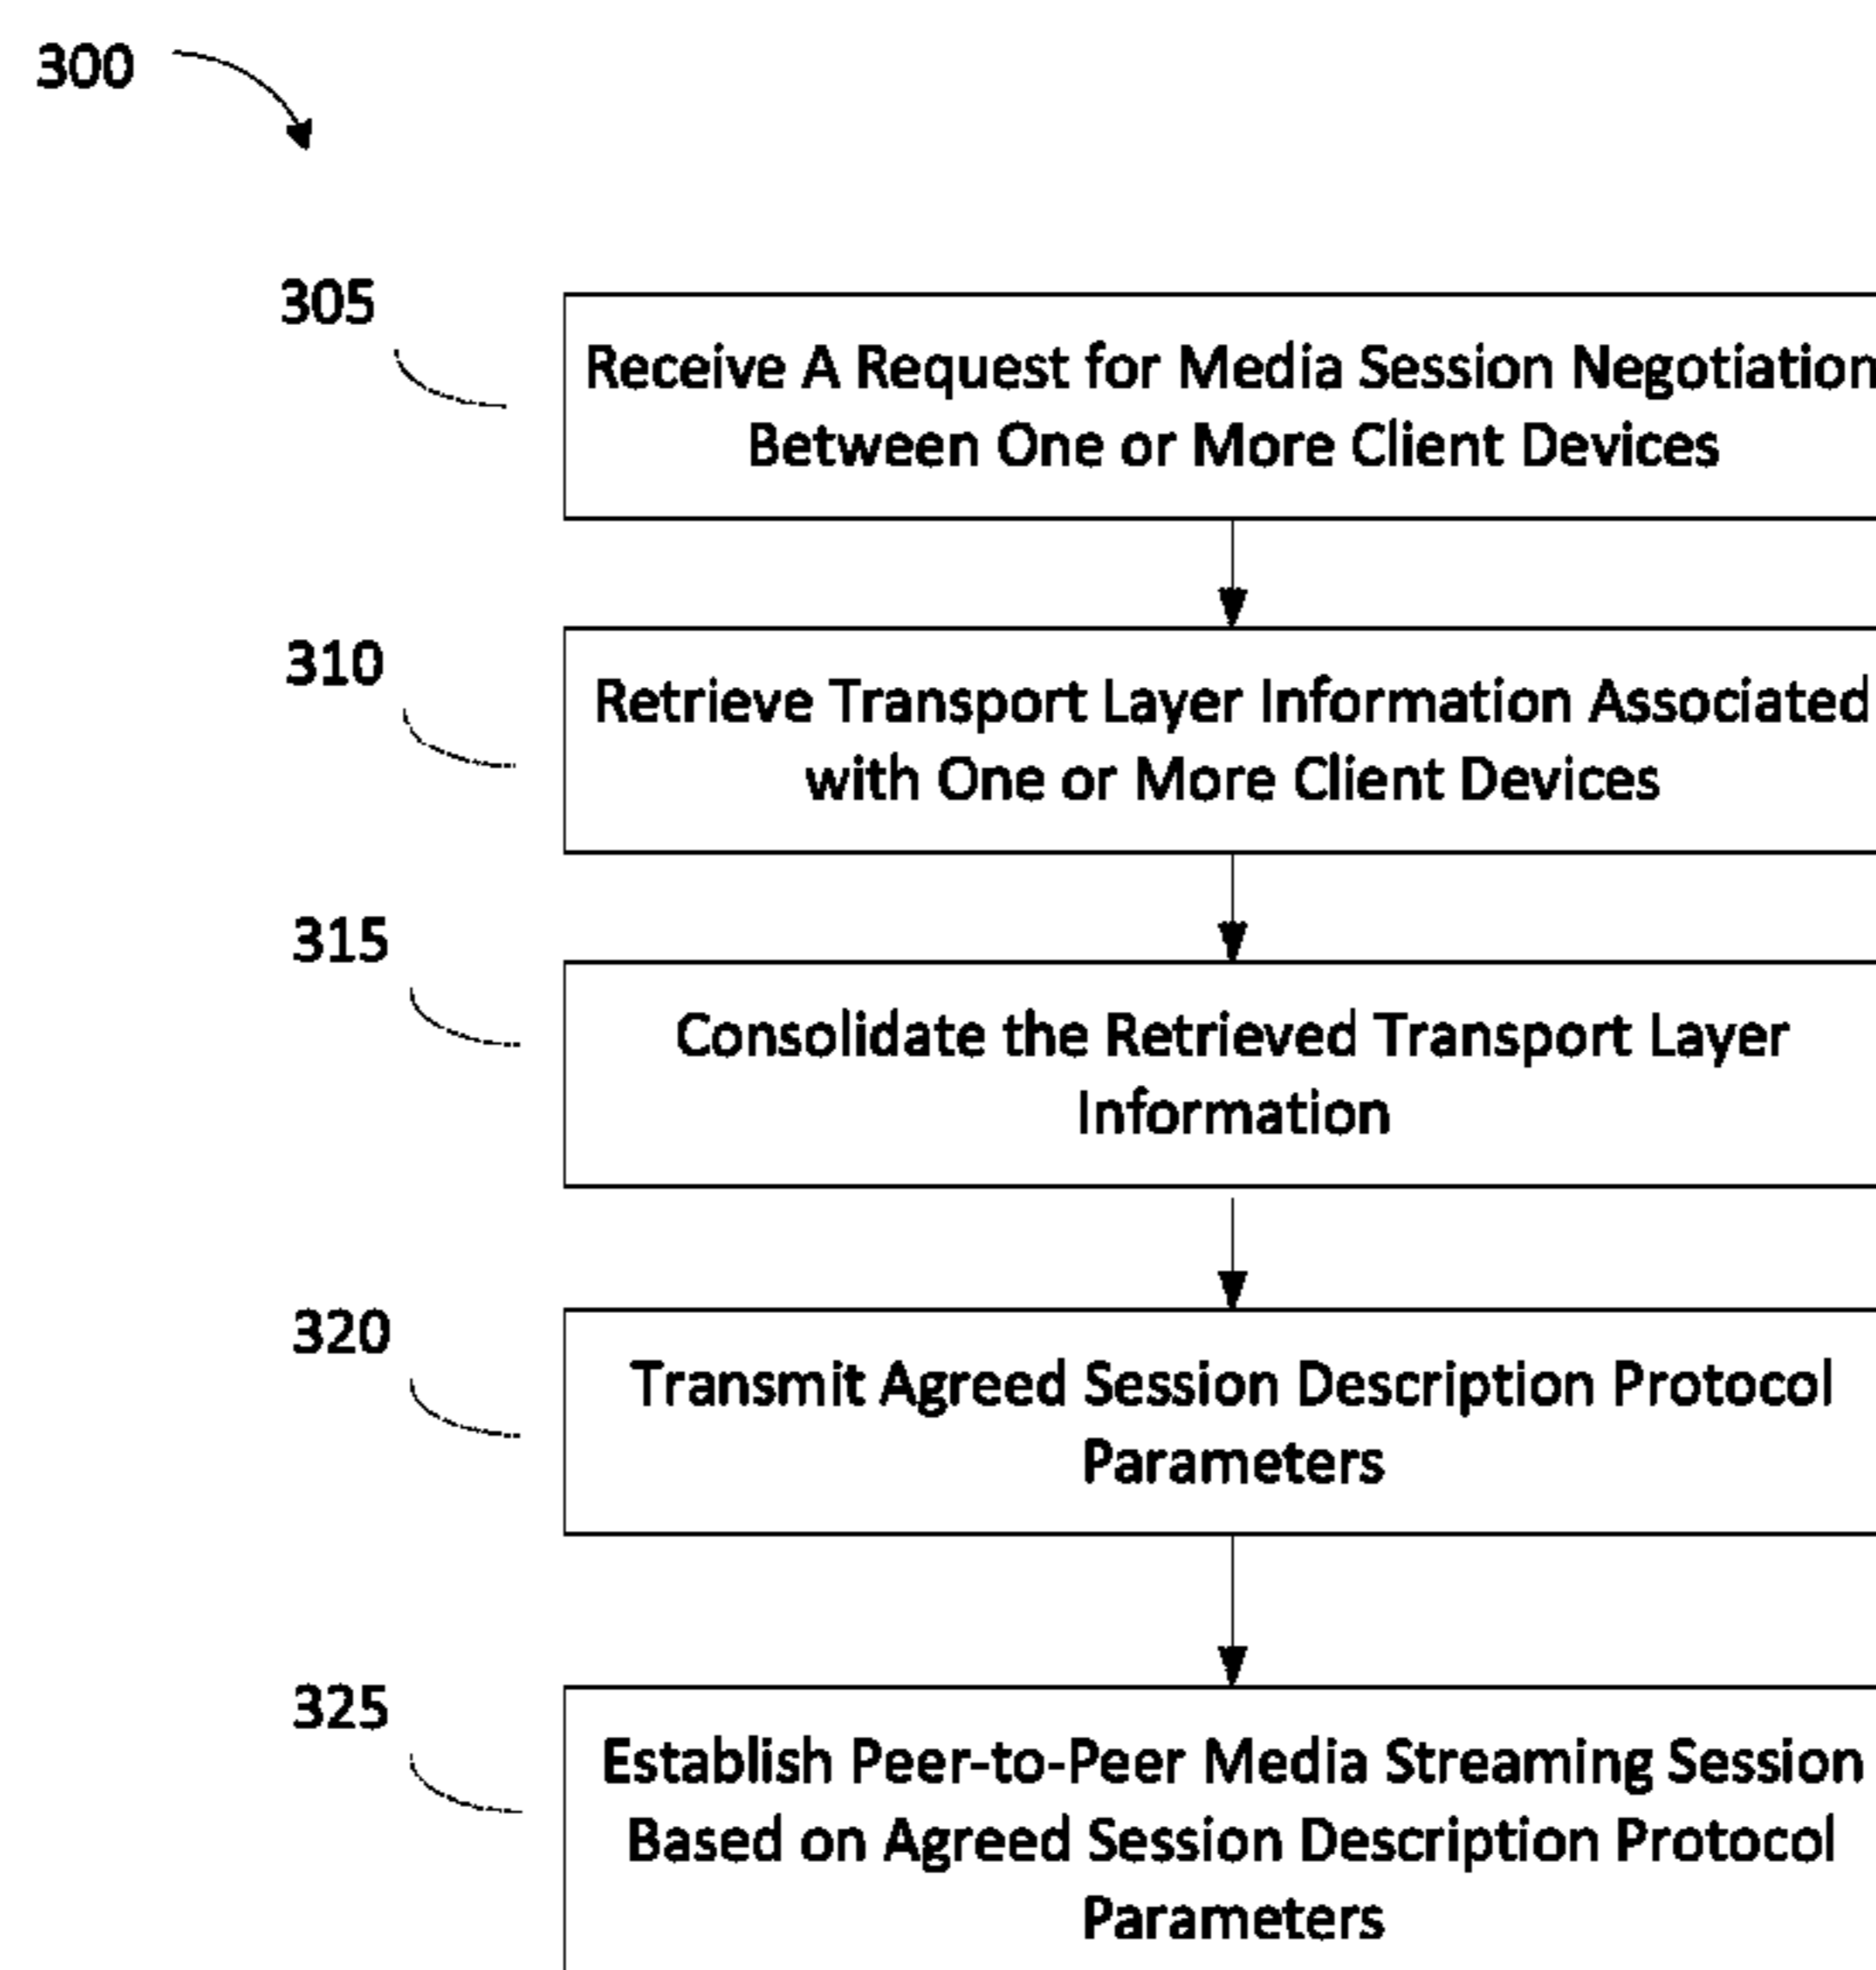 300
305
Receive A Request for Media Session Negotiation
Between One or More Client Devices
310
Retrieve Transport Layer Information Associated
with One or More Client Devices
315
Consolidate the Retrieved Transport Layer
Information
320
Transmit Agreed Session Description Protocol
Parameters
325
Establish Peer-to-Peer Media Streaming Session
Based on Agreed Session Description Protocol
Parameters